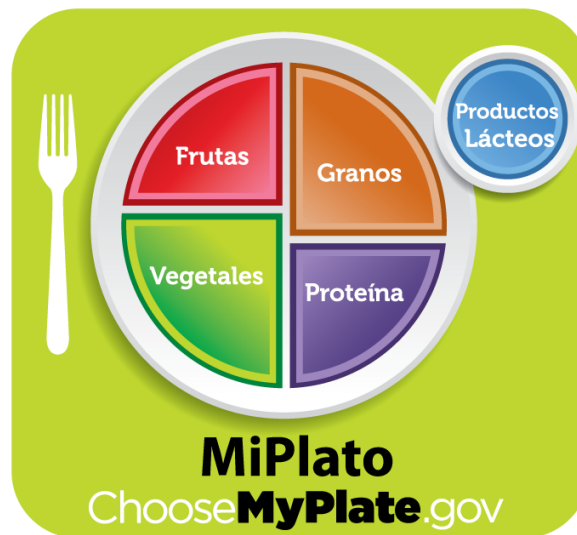 Frutas
Granos
Productos
Lácteos
Vegetales
Proteína
MiPlato
ChooseMyPlate.gov